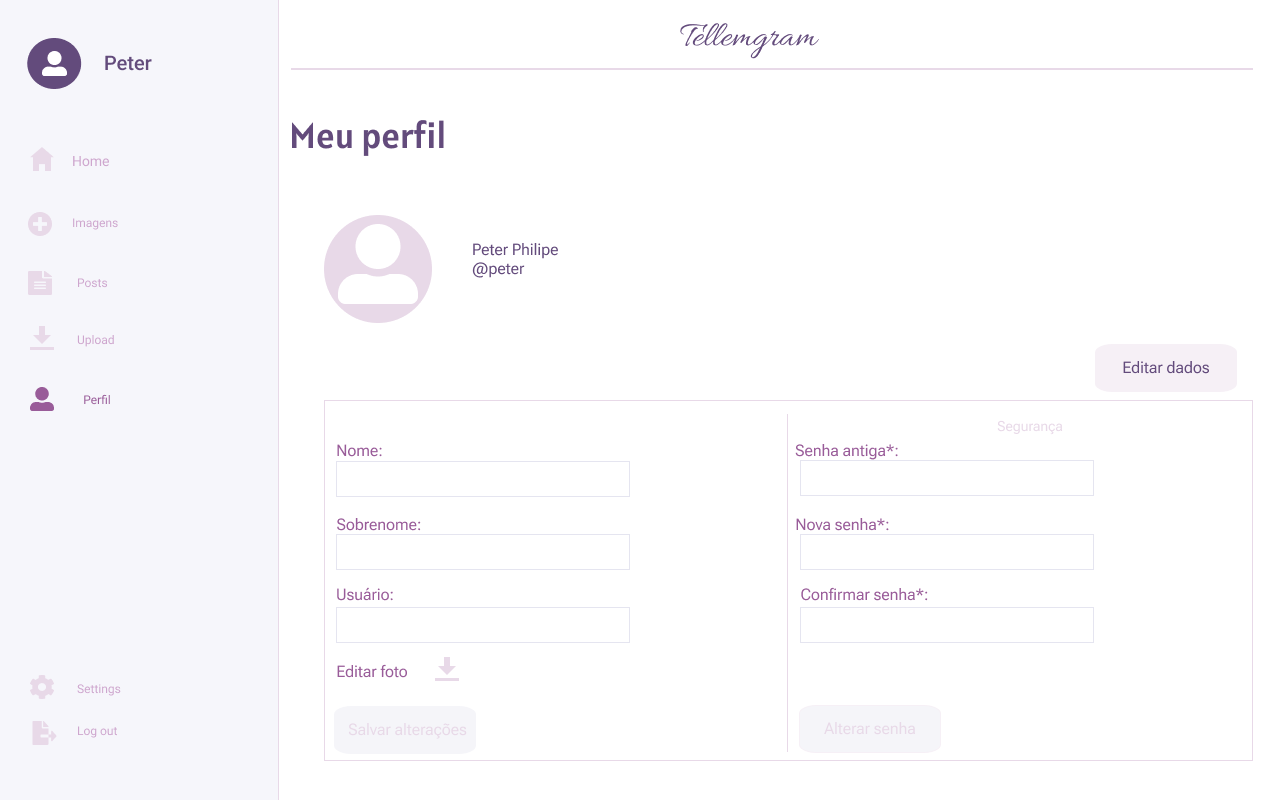 Peter
Home
Imagens
Posts
Upload
Perfil
Settings
Log out
Tellemgram
Meu perfil
Peter Philipe
@peter
Editar dados
Nome:
Sobrenome:
Usuário:
Editar foto
Salvar alterações
Segurança
Senha antiga*:
Nova senha*:
Confirmar senha*:
Alterar senha